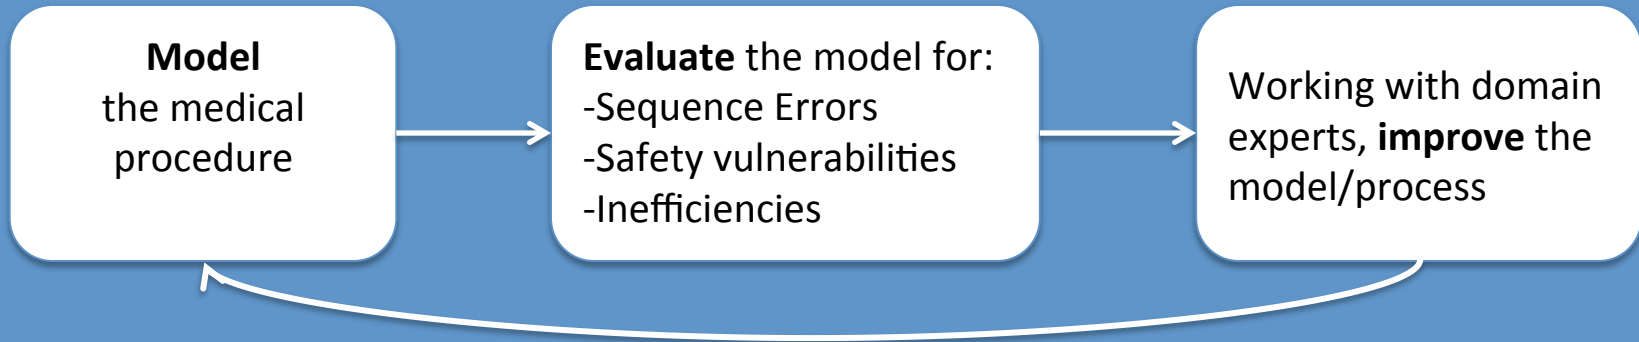 Model
the medical
procedure
Evaluate the model for:
-Sequence Errors
-Safety vulnerabilities
-Inefficiencies
Working with domain
experts, improve the
model/process